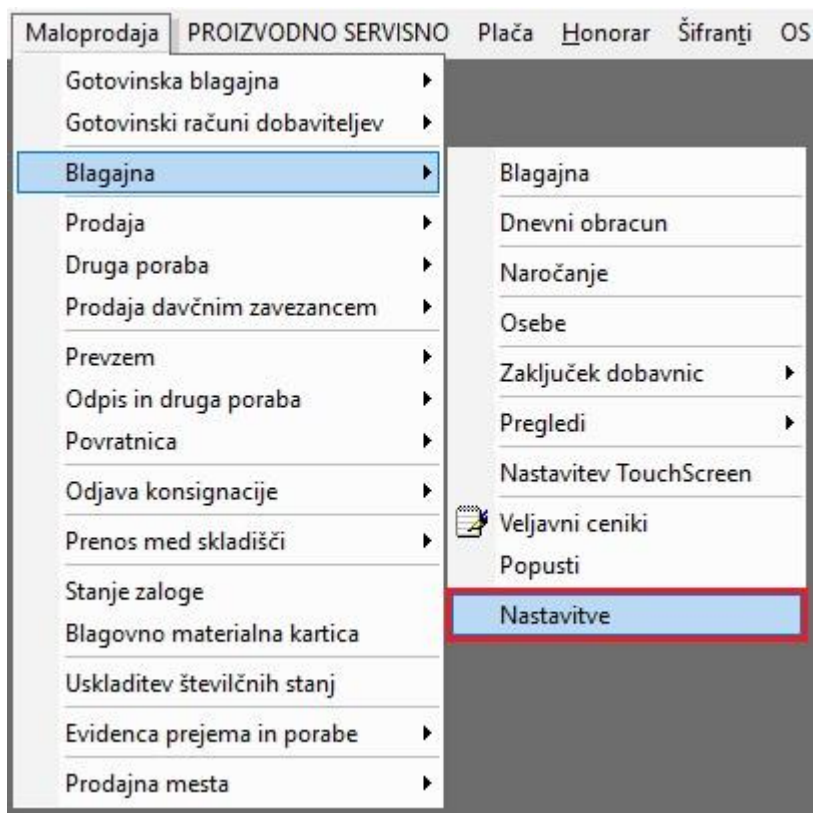 Maloprodaja PROIZVODNO SERVISNO Plača Honorar Šifranti OS
Gotovinska blagajna
Gotovinski računi dobaviteljev
Blagajna
Prodaja
Druga poraba
Prodaja davčnim zavezancem
Prevzem
Odpis in druga poraba
Povratnica
Odjava konsignacije
Prenos med skladišči
Stanje zaloge
Blagovno materialna kartica
Uskladitev številčnih stanj
Evidenca prejema in porabe
Prodajna mesta
Blagajna
Dnevni obracun
Naročanje
Osebe
Zaključek dobavnic
Pregledi
Nastavitev TouchScreen
Veljavni ceniki
Popusti
Nastavitve